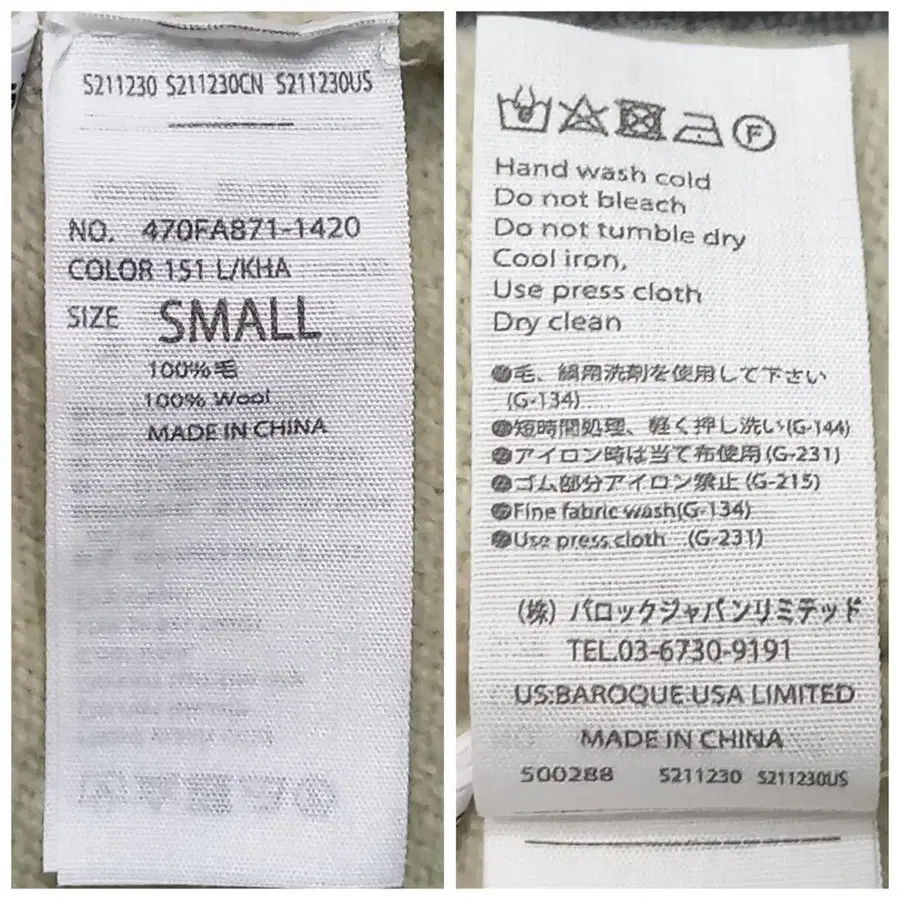 S211230 S211230CN S211230US
NO. 470FA871-1420
COLOR 151 L/KHA
SIZE SMALL
100%毛
100% Wool
MADE IN CHINA
F
Hand wash cold
Do not bleach
Do not tumble dry
Cool iron,
Use press cloth
Dry clean
●毛、絹用洗剤を使用して下さい
(G-134)
●短時間処理、軽く押し洗い(G-144)
●アイロン時は当て布使用(G-231)
●ゴム部分アイロン禁止(G-215)
●Fine fabric wash(G-134)
●Use press cloth (G-231)
(株)バロックジャパンリミテッド
TEL.03-6730-9191
US:BAROQUE USA LIMITED
MADE IN CHINA
500288 S211230 S211230US